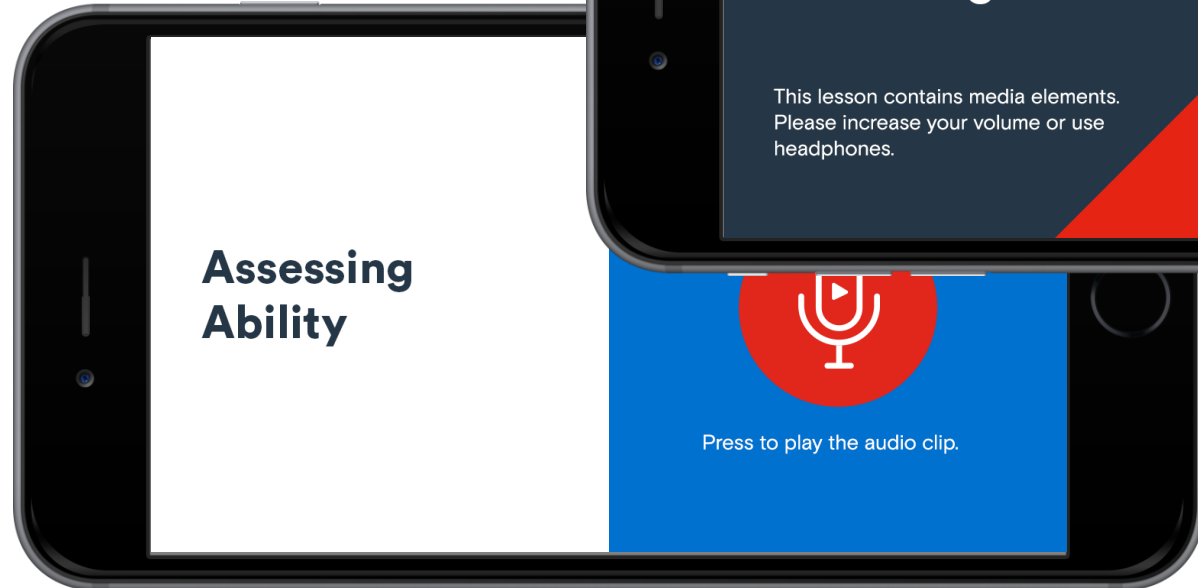 This lesson contains media elements.
Please increase your volume or use
headphones.
Assessing
Ability
Press to play the audio clip.